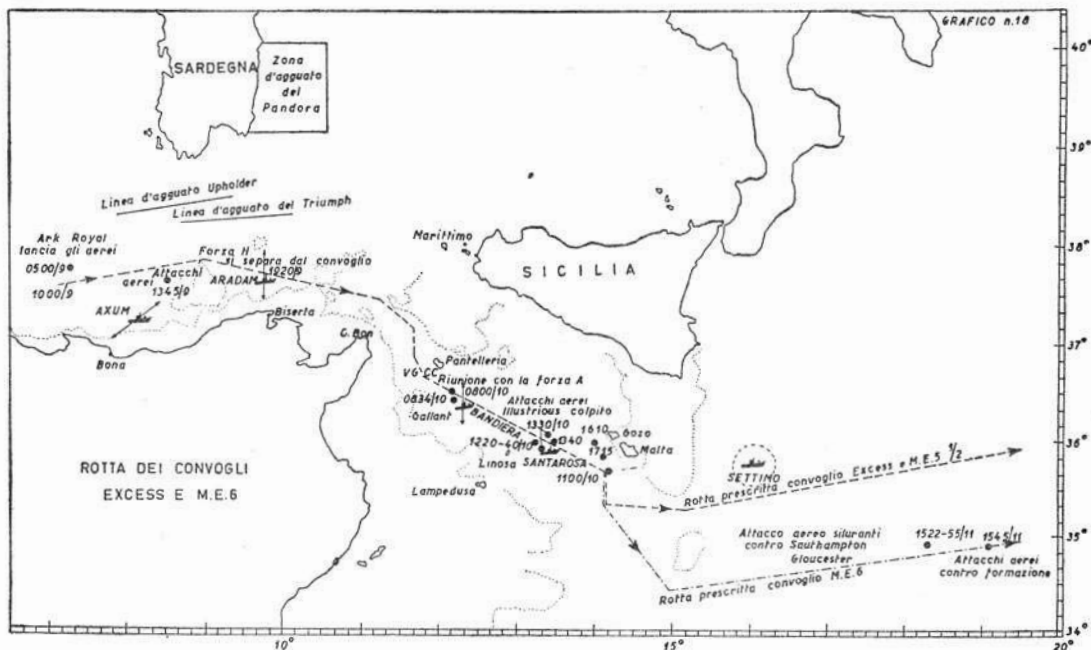 GRAFICO n.18
40°
SARDEGNA
Zona
d'agguato
del
Pandora
39°
Linea d'agguato Upholder
Linea d'agguato del Triumph
Ark Royal
lancia gli aerei
0500/9
1000/9
Forza H
si separa dal convoglio
1920/9
Attacchi
aerei
1345/9
ARADAM
AXUM
Biserta
C. Bon
Bona
Marittimo
38°
SICILIA
37°
Pantelleria
VG CC
Riunione con la forza A
0800/10
0834/10
Gallant
BANDIERA
Attacchi aerei
Illustrious colpito
1330/10
1340
1610
1715
Gozo
Malta
1220-40/10
Linosa
SANTAROSA
1100/10
Lampedusa
36°
SETTIMO
ROTTA DEI CONVOGLI
EXCESS E M.E.6
Rotta prescritta convoglio Excess e M.E.5 1/2
Attacco aereo siluranti
contro Sauthampton
Gloucester
1522-55/11
1545/11
Attacchi aerei
contro formazione
35°
Rotta prescritta convoglio M.E.6
34°
10°
15°
20°